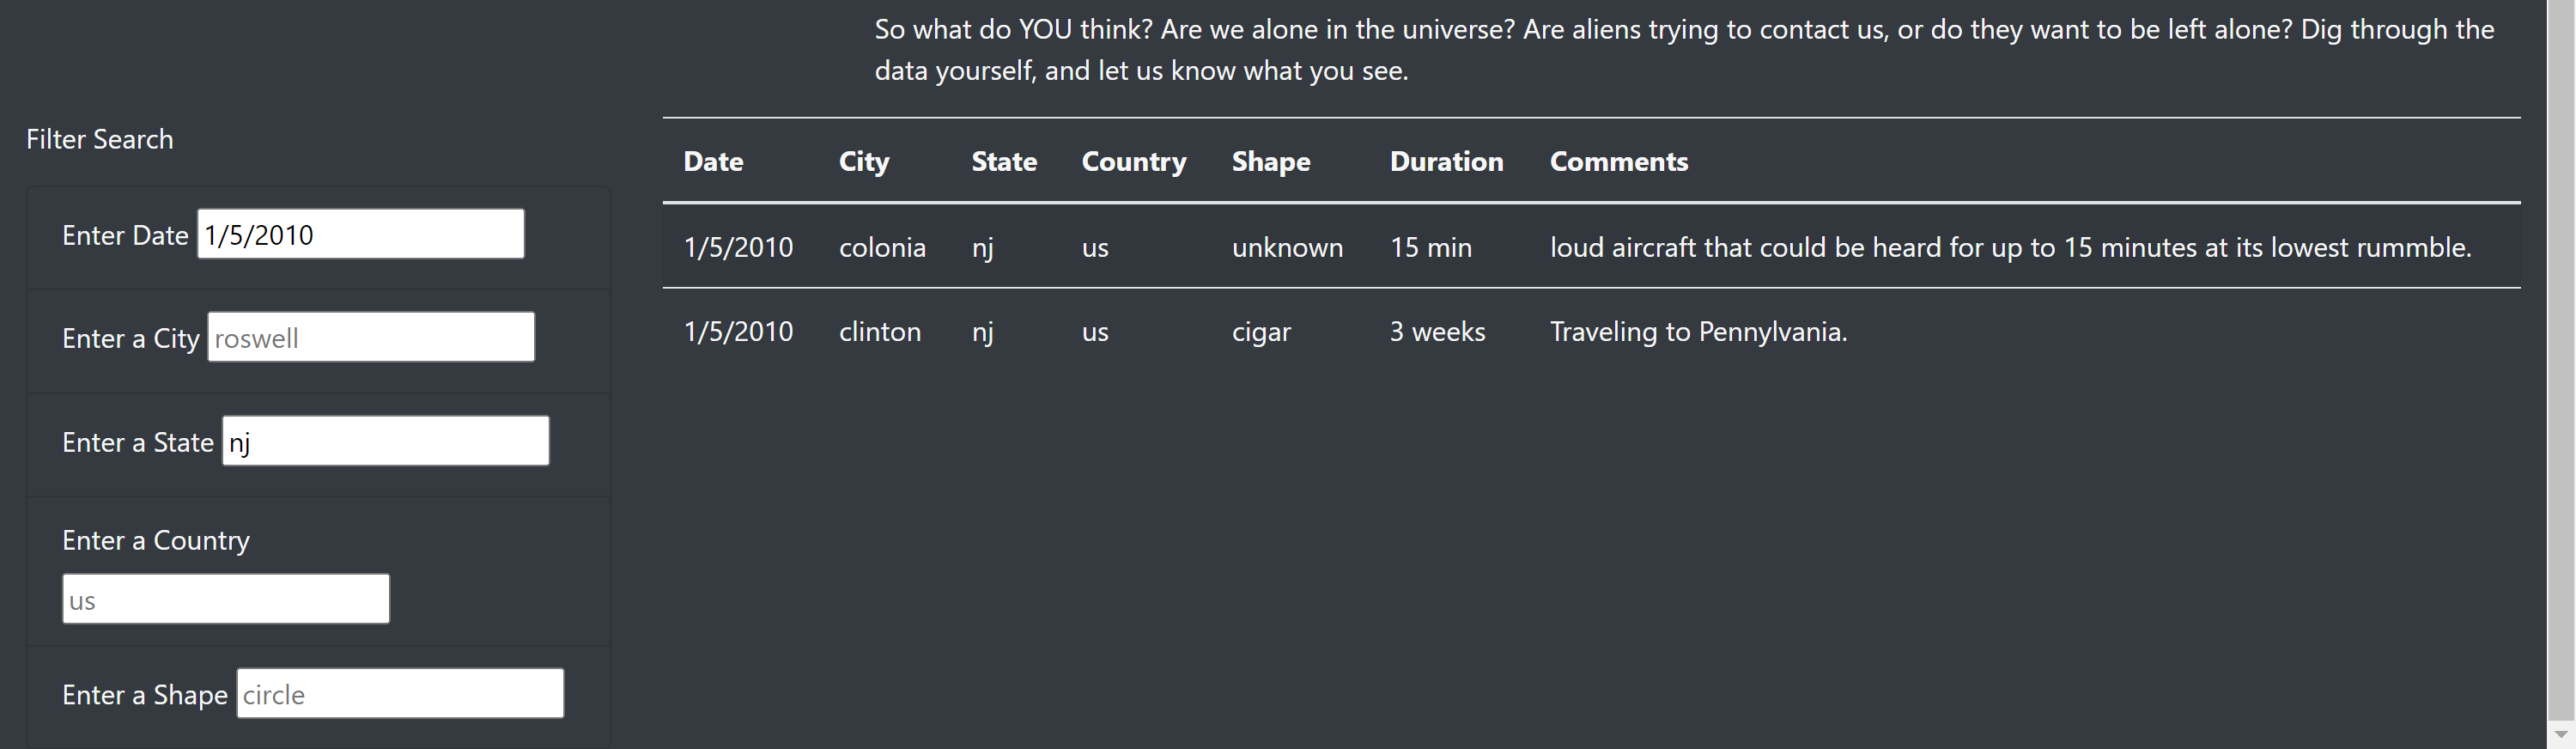 So what do YOU think? Are we alone in the universe? Are aliens trying to contact us, or do they want to be left alone? Dig through the
data yourself, and let us know what you see.
Filter Search
Enter Date 1/5/2010
Enter a City roswell
Enter a State nj
Enter a Country
us
Enter a Shape circle
Date City State Country Shape Duration Comments
1/5/2010 colonia nj us unknown 15 min loud aircraft that could be heard for up to 15 minutes at its lowest rummble.
1/5/2010 clinton nj us cigar 3 weeks Traveling to Pennylvania.